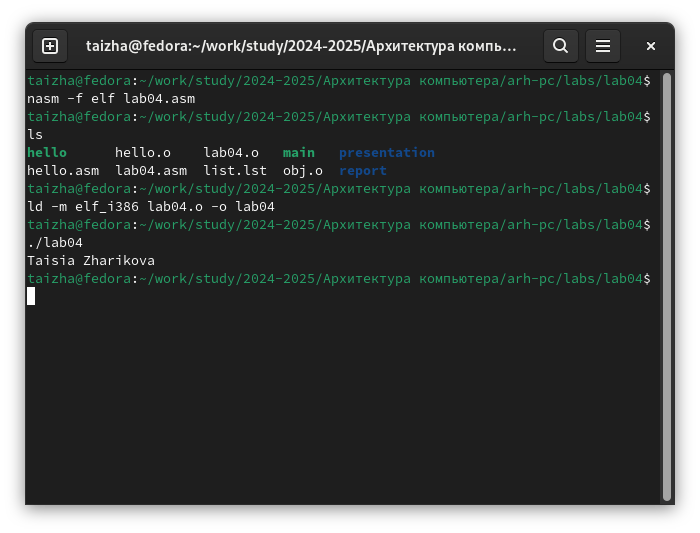 taizha@fedora:~/work/study/2024-2025/Архитектура компь...
taizha@fedora:~/work/study/2024-2025/Архитектура компьютера/arh-pc/labs/lab04$
nasm -f elf lab04.asm
taizha@fedora:~/work/study/2024-2025/Архитектура компьютера/arh-pc/labs/lab04$
ls
hello      hello.o    lab04.o   main   presentation
hello.asm  lab04.asm  list.lst  obj.o  report
taizha@fedora:~/work/study/2024-2025/Архитектура компьютера/arh-pc/labs/lab04$
ld -m elf_i386 lab04.o -o lab04
taizha@fedora:~/work/study/2024-2025/Архитектура компьютера/arh-pc/labs/lab04$
./lab04
Taisia Zharikova
taizha@fedora:~/work/study/2024-2025/Архитектура компьютера/arh-pc/labs/lab04$